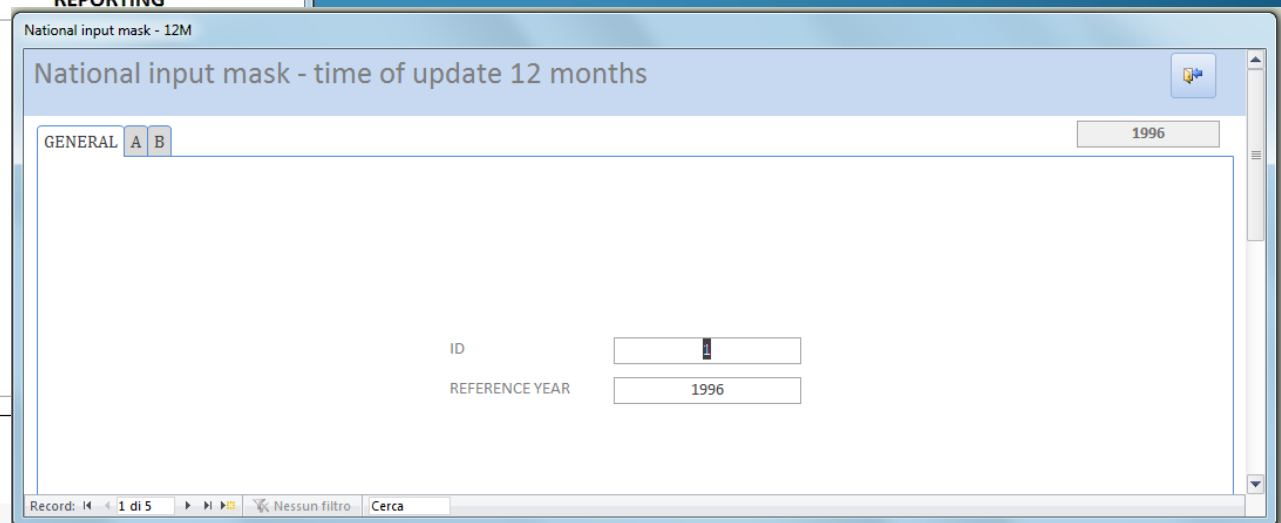 REPORTING
National input mask - 12M
National input mask - time of update 12 months
GENERAL A B
1996
ID 1
REFERENCE YEAR 1996
Record: 1 di 5 Nessun filtro Cerca